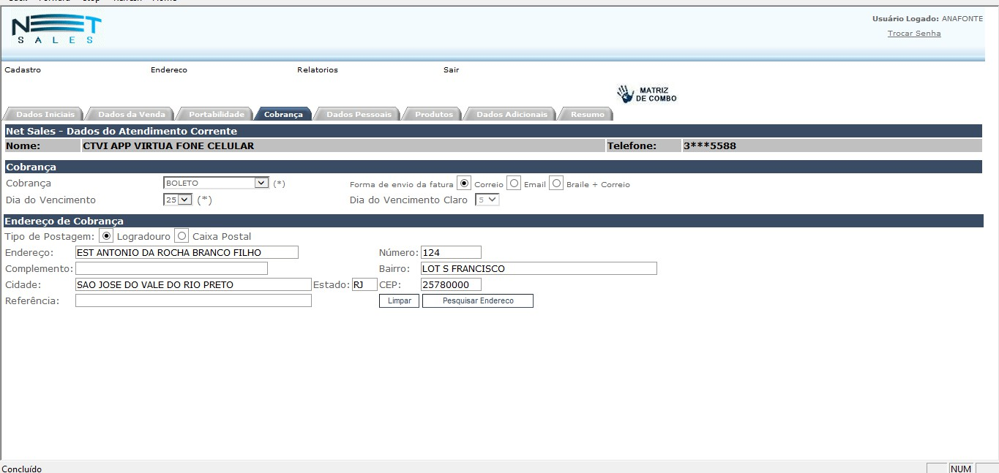 NET
SALES
Usuário Logado: ANAFONTE
Trocar Senha
Cadastro Endereco Relatorios Sair
MATRIZ
DE COMBO
Dados Iniciais Dados da Venda Portabilidade Cobrança Dados Pessoais Produtos Dados Adicionais Resumo
Net Sales - Dados do Atendimento Corrente
Nome: CTVI APP VIRTUA FONE CELULAR Telefone: 3***5588
Cobrança
Cobrança BOLETO (*) Forma de envio da fatura Correio Email Braile + Correio
Dia do Vencimento 25 (*) Dia do Vencimento Claro 5
Endereço de Cobrança
Tipo de Postagem: Logradouro Caixa Postal
Endereço: EST ANTONIO DA ROCHA BRANCO FILHO Número: 124
Complemento: Bairro: LOT S FRANCISCO
Cidade: SAO JOSE DO VALE DO RIO PRETO Estado: RJ CEP: 25780000
Referência: Limpar Pesquisar Endereco
Concluído NUM